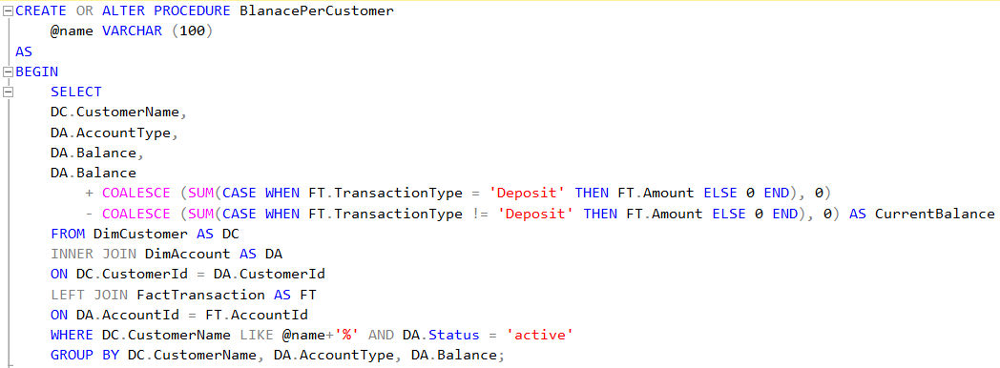 CREATE OR ALTER PROCEDURE BlanacePerCustomer
@name VARCHAR (100)
AS
BEGIN
SELECT
DC.CustomerName,
DA.AccountType,
DA.Balance,
DA.Balance
+ COALESCE (SUM(CASE WHEN FT.TransactionType = 'Deposit' THEN FT.Amount ELSE 0 END), 0)
- COALESCE (SUM(CASE WHEN FT.TransactionType != 'Deposit' THEN FT.Amount ELSE 0 END), 0) AS CurrentBalance
FROM DimCustomer AS DC
INNER JOIN DimAccount AS DA
ON DC.CustomerId = DA.CustomerId
LEFT JOIN FactTransaction AS FT
ON DA.AccountId = FT.AccountId
WHERE DC.CustomerName LIKE @name+'%' AND DA.Status = 'active'
GROUP BY DC.CustomerName, DA.AccountType, DA.Balance;